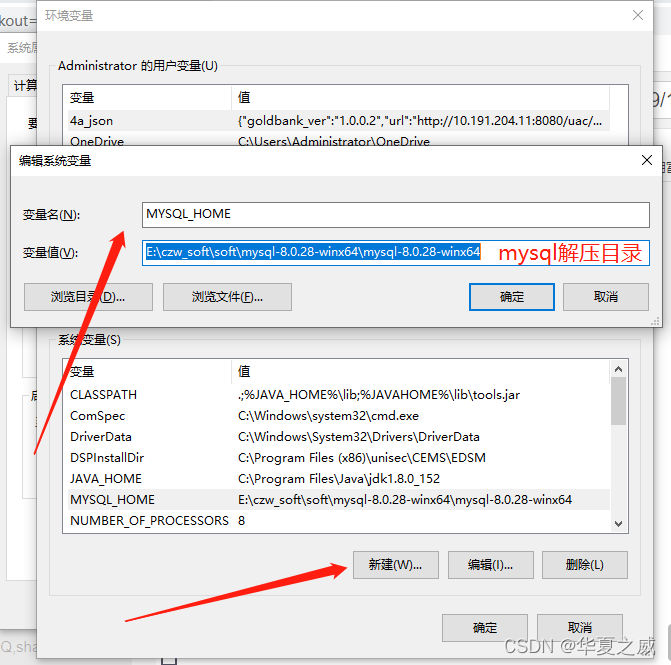 环境变量
kout=
系统属
计算
Administrator 的用户变量(U)
变量 值
4a_json {"goldbank_ver":"1.0.0.2","url":"http://10.191.204.11:8080/uac/...
OneDrive C:\Users\Administrator\OneDrive
编辑系统变量
变量名(N): MYSQL_HOME
变量值(V): E:\czw_soft\soft\mysql-8.0.28-winx64\mysql-8.0.28-winx64 mysql解压目录
浏览目录(D)... 浏览文件(F)... 确定 取消
系统变量(S)
变量 值
CLASSPATH .;%JAVA_HOME%\lib;%JAVAHOME%\lib\tools.jar
ComSpec C:\Windows\system32\cmd.exe
DriverData C:\Windows\System32\Drivers\DriverData
DSPInstallDir C:\Program Files (x86)\unisec\CEMS\EDSM
JAVA_HOME C:\Program Files\Java\jdk1.8.0_152
MYSQL_HOME E:\czw_soft\soft\mysql-8.0.28-winx64\mysql-8.0.28-winx64
NUMBER_OF_PROCESSORS 8
新建(W)... 编辑(I)... 删除(L)
确定 取消
Q,sha
CSDN @华夏之威